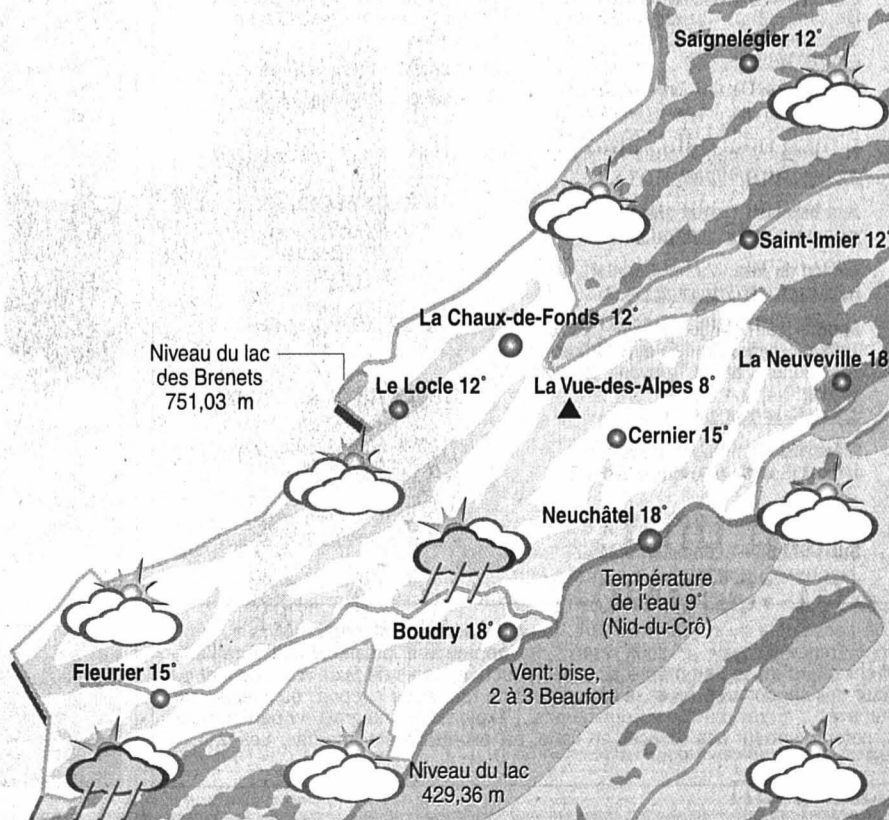 Saignelégier 12°
Saint-Imier 12°
La Chaux-de-Fonds 12°
Niveau du lac
des Brenets
751,03 m
Le Locle 12°
La Vue-des-Alpes 8°
La Neuveville 18
Cernier 15°
Neuchâtel 18°
Température
de l'eau 9°
(Nid-du-Crô)
Boudry 18°
Fleurier 15°
Vent: bise,
2 à 3 Beaufort
Niveau du lac
429,36 m